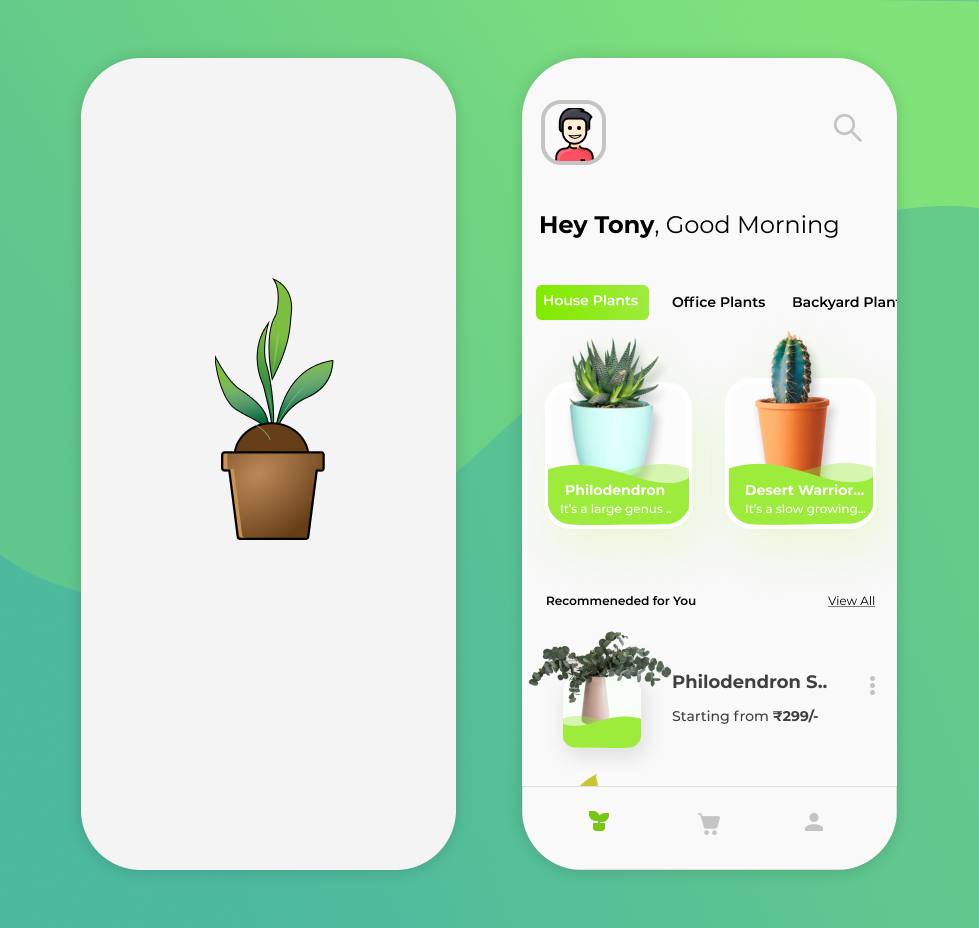 Hey Tony, Good Morning
House Plants Office Plants Backyard Plan
Philodendron Desert Warrior...
It's a large genus .. It's a slow growing...
Recommeneded for You View All
Philodendron S..
Starting from ₹299/-